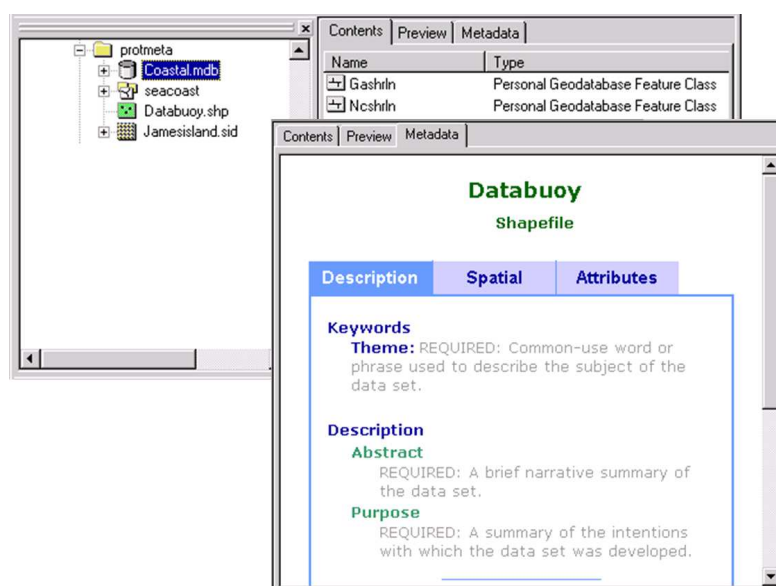 protmeta
Coastal.mdb
seacoast
Databuoy.shp
Jamesisland.sid
Contents Preview Metadata
Name Type
Gashrln Personal Geodatabase Feature Class
Ncshrln Personal Geodatabase Feature Class
Contents Preview Metadata
Databuoy
Shapefile
Description Spatial Attributes
Keywords
Theme: REQUIRED: Common-use word or
phrase used to describe the subject of the
data set.
Description
Abstract
REQUIRED: A brief narrative summary of
the data set.
Purpose
REQUIRED: A summary of the intentions
with which the data set was developed.